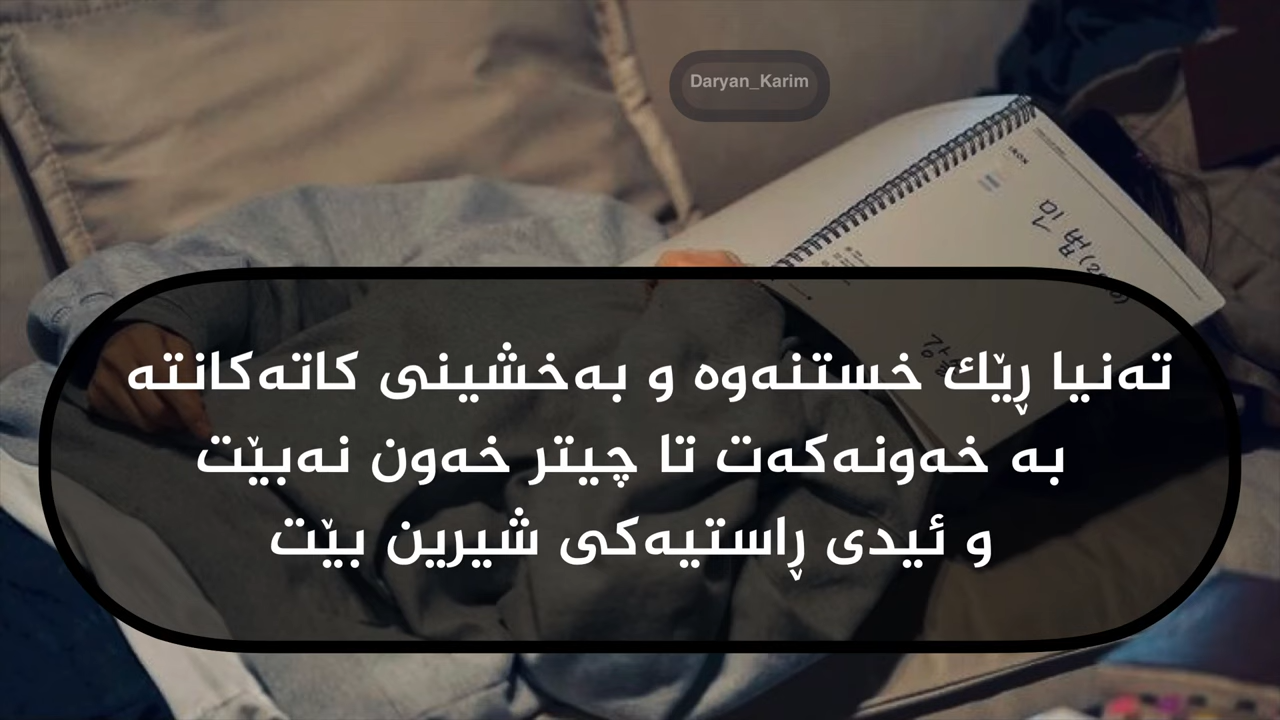 Daryan_Karim
تەنیا ڕێك خستنەوە و بەخشینی کاتەکانتە
بە خەونەکەت تا چیتر خەون نەبێت
و ئیدی ڕاستیەکی شیرین بێت